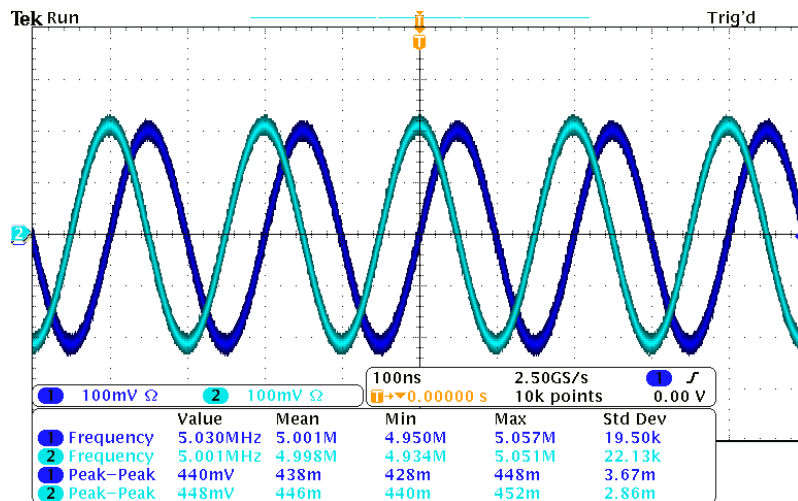 Tek Run Trig'd
T
T
2
1 100mV Ω 2 100mV Ω
100ns 2.50GS/s 1
T→▼0.00000 s 10k points 0.00 V
Value Mean Min Max Std Dev
1 Frequency 5.030MHz 5.001M 4.950M 5.057M 19.50k
2 Frequency 5.001MHz 4.998M 4.934M 5.051M 22.13k
1 Peak-Peak 440mV 438m 428m 448m 3.67m
2 Peak-Peak 448mV 446m 440m 452m 2.86m